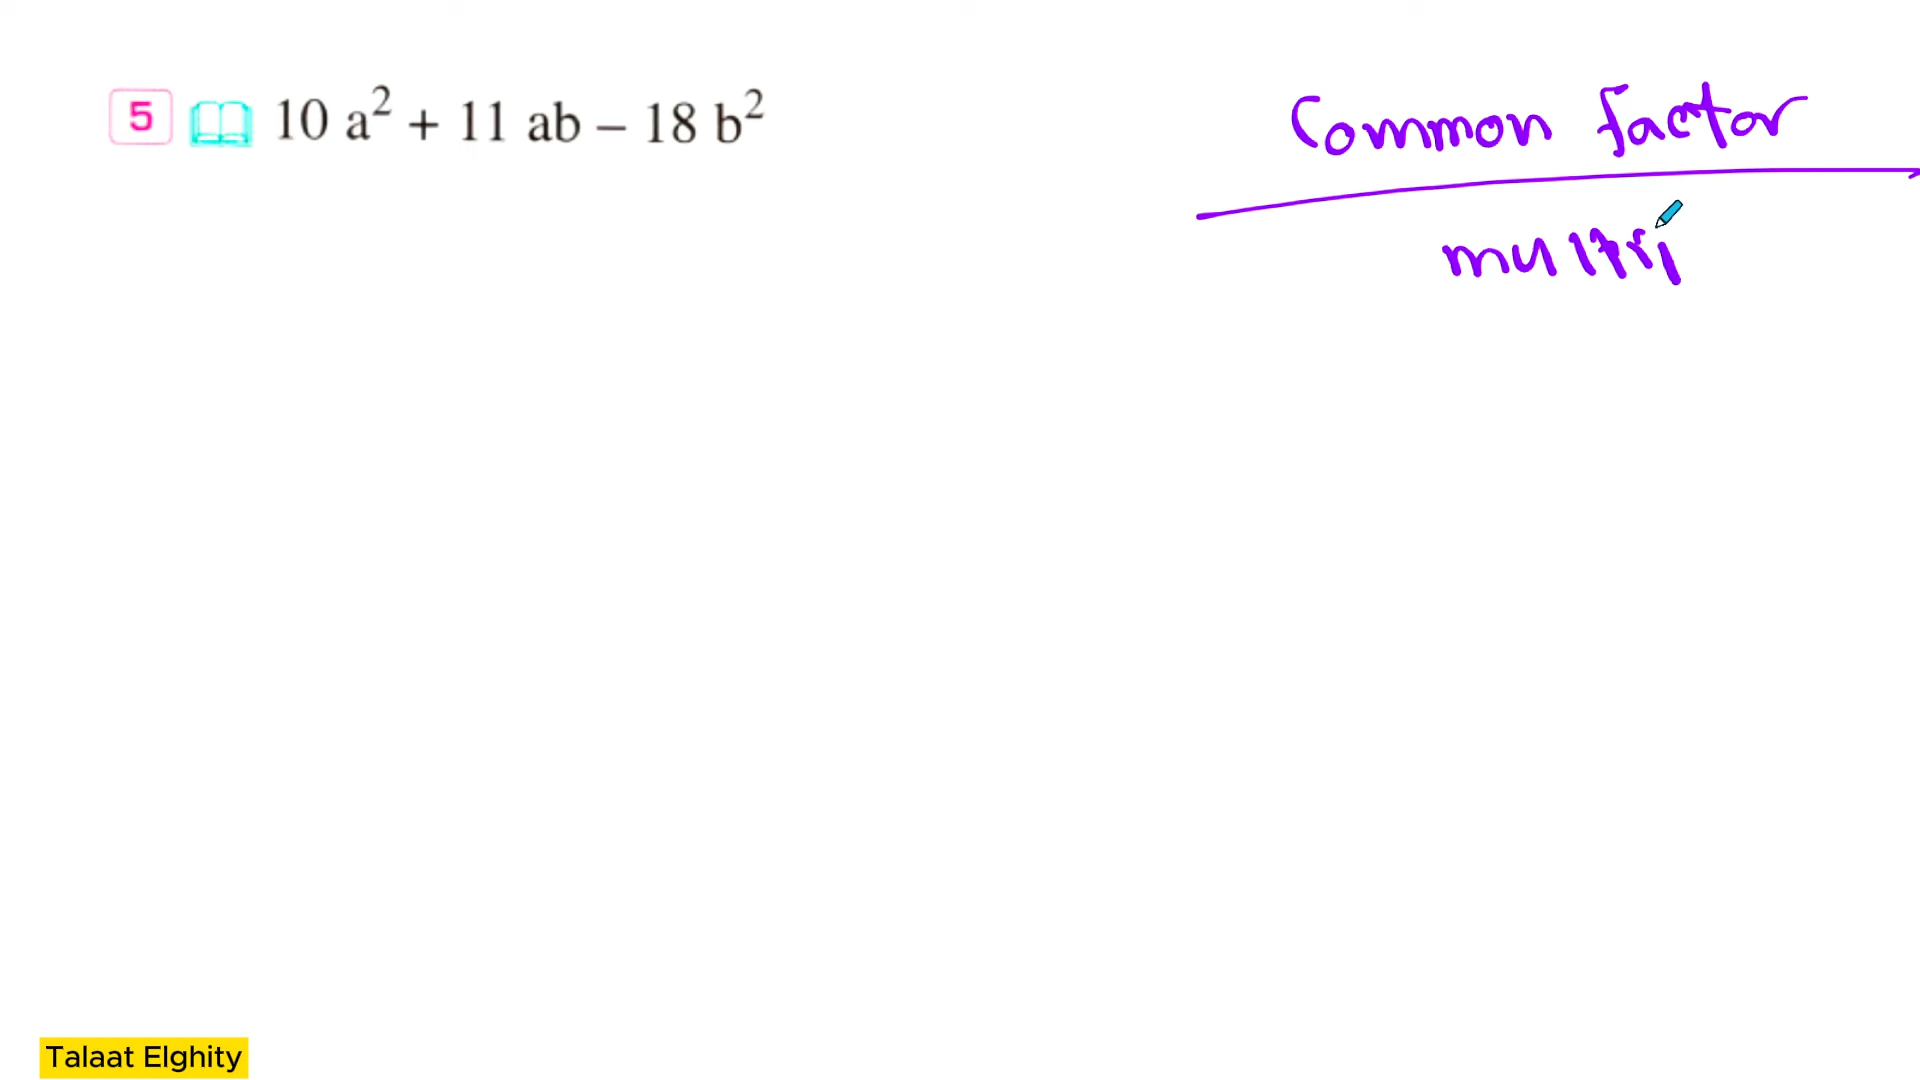 5 10 a² + 11 ab – 18 b²
Common factor
Talaat Elghity